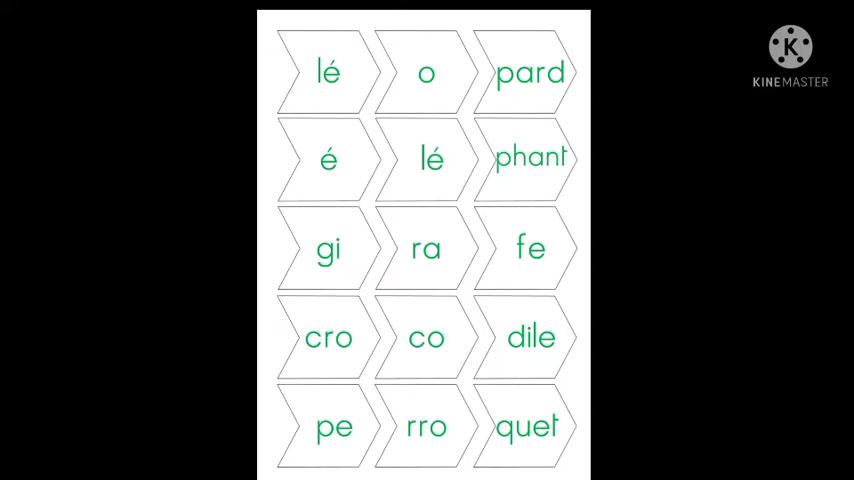 lé o pard
é lé phant
gi ra fe
cro co dile
pe rro quet
K
KINEMASTER